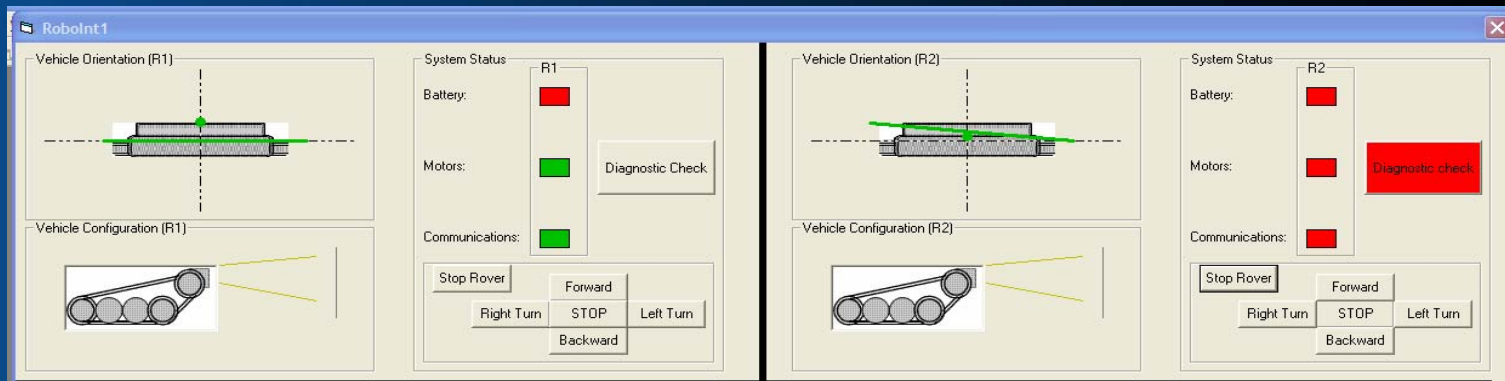 RoboInt1
Vehicle Orientation (R1)
System Status
R1
Battery:
Motors:
Diagnostic Check
Communications:
Vehicle Configuration (R1)
Stop Rover
Forward
Right Turn
STOP
Left Turn
Backward
Vehicle Orientation (R2)
System Status
R2
Battery:
Motors:
Diagnostic check
Communications:
Vehicle Configuration (R2)
Stop Rover
Forward
Right Turn
STOP
Left Turn
Backward